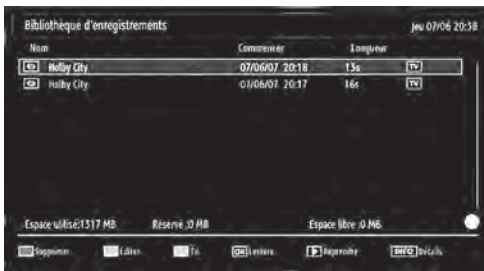 Bibliothèque d'enregistrements Jeu 07/06 20:38
Nom Commencer Longueur
Holby City 07/06/07 20:18 13s TV
Holby City 07/06/07 20:17 16s TV
Espace utilisé:1317 MB Réservé :0 MB Espace libre :0 MB
Supprimer Editer Tri OK Lecture Reprendre INFO Détails